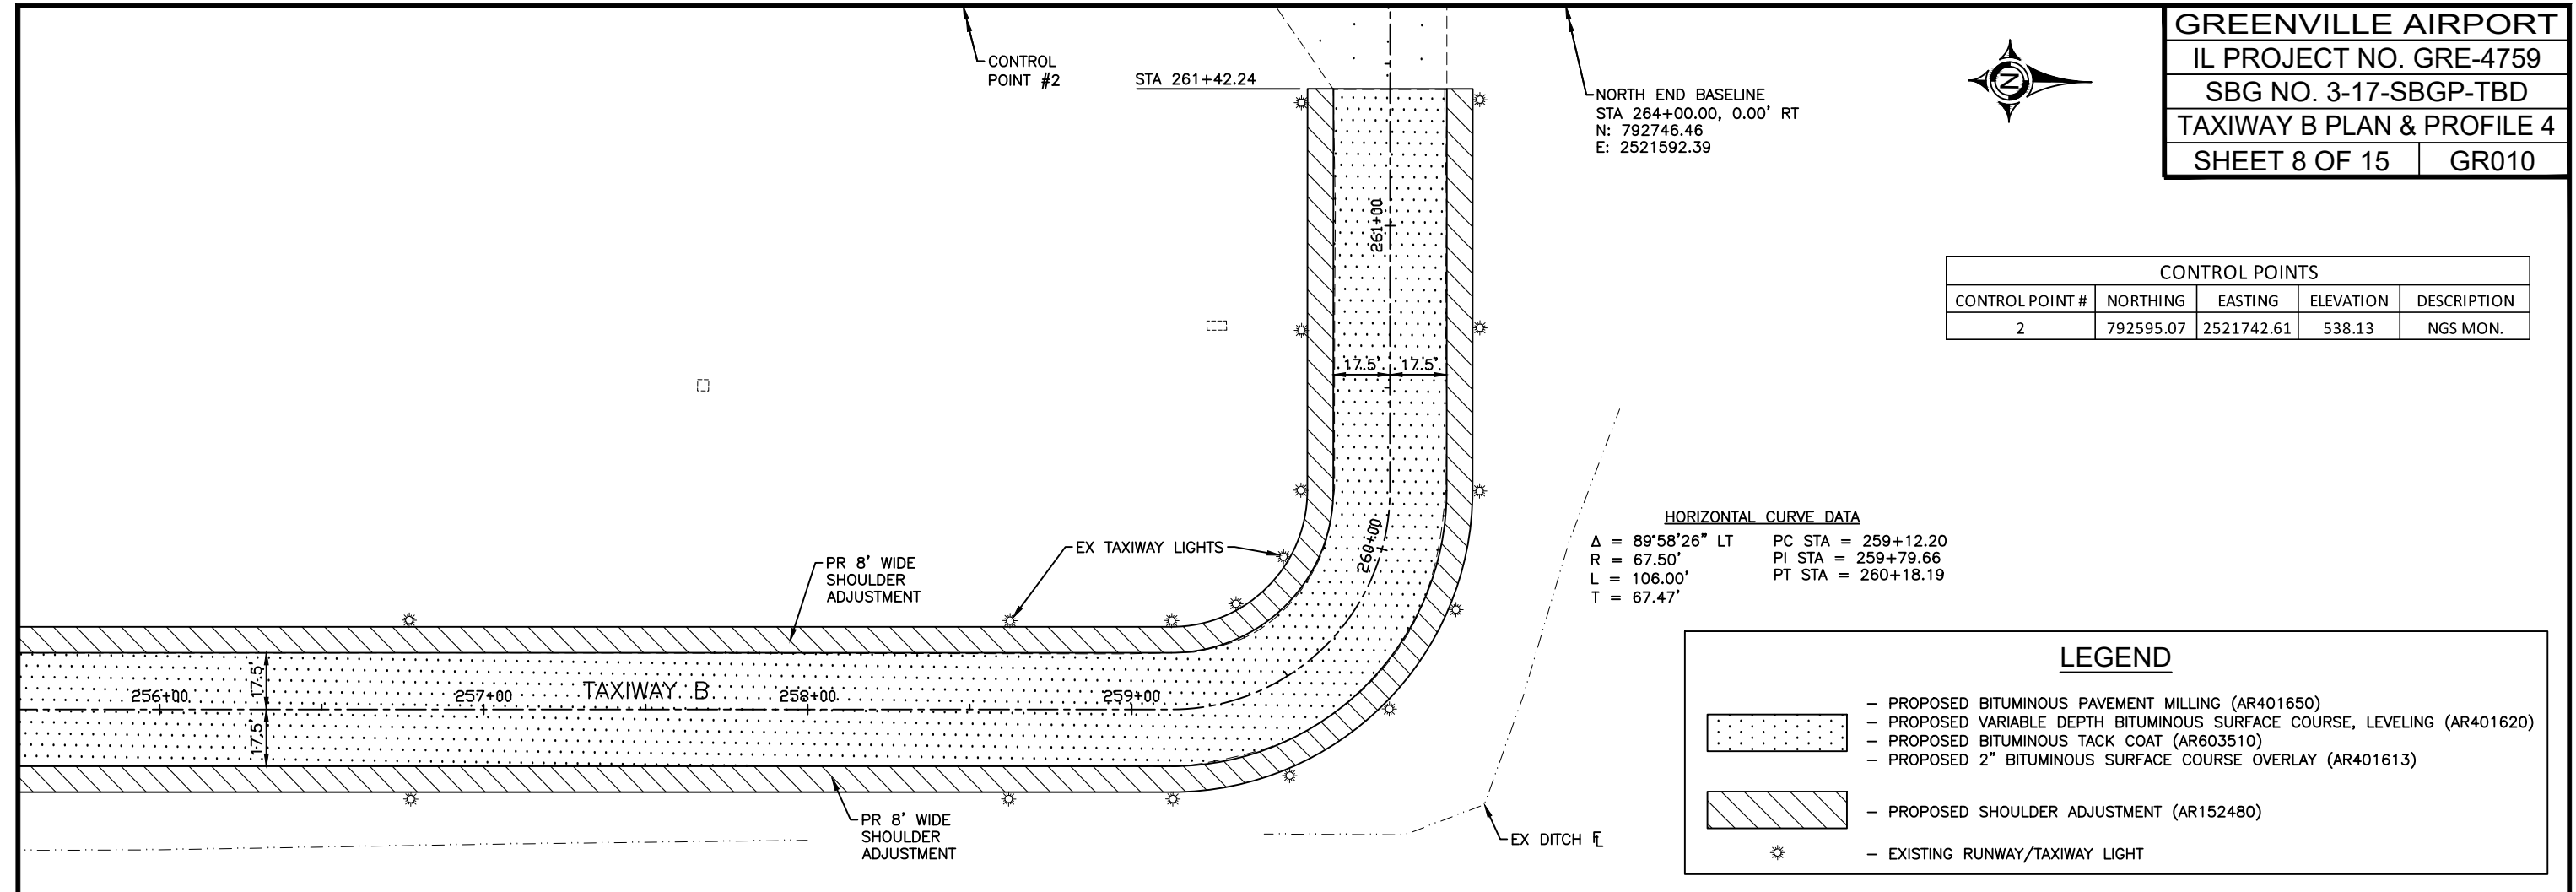 GREENVILLE AIRPORT
IL PROJECT NO. GRE-4759
SBG NO. 3-17-SBGP-TBD
TAXIWAY B PLAN & PROFILE 4
SHEET 8 OF 15 GR010
CONTROL
POINT #2
STA 261+42.24
NORTH END BASELINE
STA 264+00.00, 0.00' RT
N: 792746.46
E: 2521592.39
N
261+00
CONTROL POINTS
CONTROL POINT # NORTHING EASTING ELEVATION DESCRIPTION
2 792595.07 2521742.61 538.13 NGS MON.
17.5' 17.5'
HORIZONTAL CURVE DATA
Δ = 89°58'26" LT PC STA = 259+12.20
R = 67.50' PI STA = 259+79.66
L = 106.00' PT STA = 260+18.19
T = 67.47'
260+00
EX TAXIWAY LIGHTS
PR 8' WIDE
SHOULDER
ADJUSTMENT
17.5'
17.5'
256+00 257+00 TAXIWAY B 258+00 259+00
PR 8' WIDE
SHOULDER
ADJUSTMENT
EX DITCH FL
LEGEND
– PROPOSED BITUMINOUS PAVEMENT MILLING (AR401650)
– PROPOSED VARIABLE DEPTH BITUMINOUS SURFACE COURSE, LEVELING (AR401620)
– PROPOSED BITUMINOUS TACK COAT (AR603510)
– PROPOSED 2" BITUMINOUS SURFACE COURSE OVERLAY (AR401613)
– PROPOSED SHOULDER ADJUSTMENT (AR152480)
– EXISTING RUNWAY/TAXIWAY LIGHT